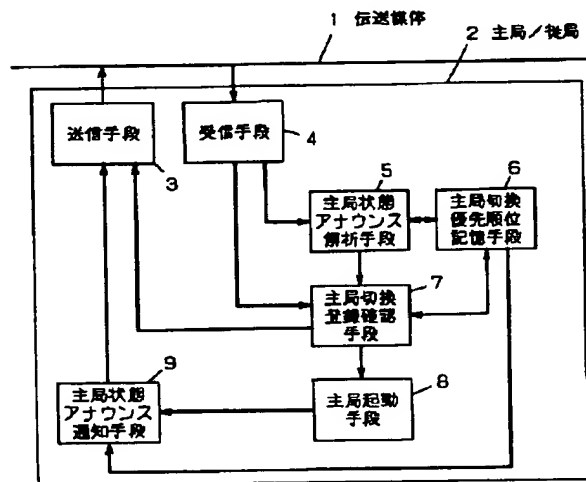 1 伝送媒体
2 主局/従局
送信手段
3
受信手段
4
5
主局状態
アナウンス
解析手段
6
主局切換
優先順位
記憶手段
7
主局切換
登録確認
手段
8
主局起動
手段
9
主局状態
アナウンス
通知手段